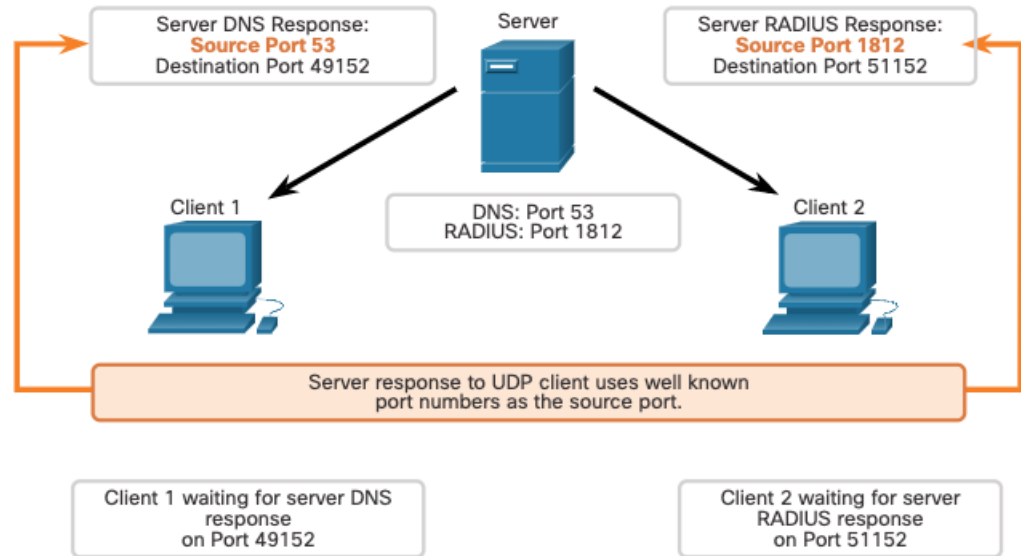 Server DNS Response:
Source Port 53
Destination Port 49152
Server
Server RADIUS Response:
Source Port 1812
Destination Port 51152
Client 1
DNS: Port 53
RADIUS: Port 1812
Client 2
Server response to UDP client uses well known
port numbers as the source port.
Client 1 waiting for server DNS
response
on Port 49152
Client 2 waiting for server
RADIUS response
on Port 51152